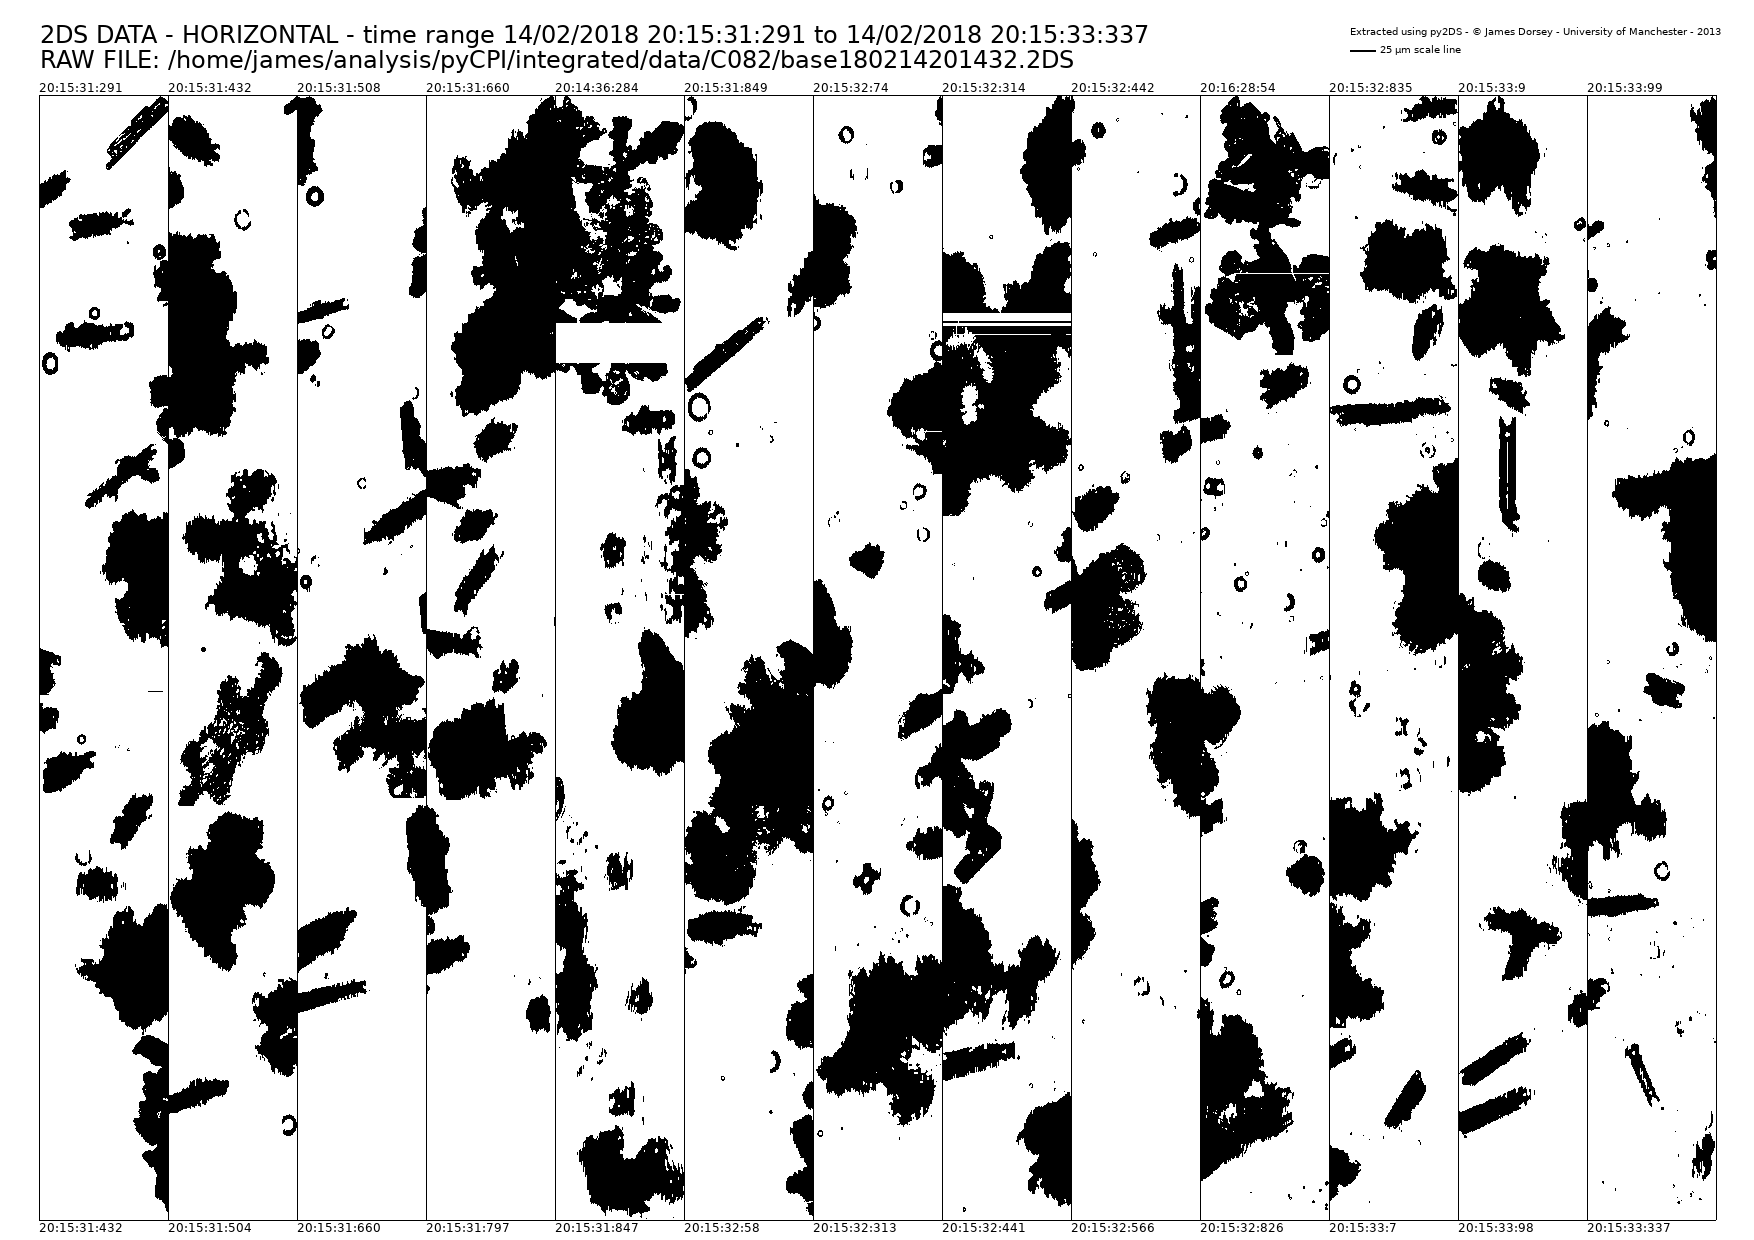 2DS DATA - HORIZONTAL - time range 14/02/2018 20:15:31:291 to 14/02/2018 20:15:33:337
RAW FILE: /home/james/analysis/pyCPI/integrated/data/C082/base180214201432.2DS
Extracted using py2DS - © James Dorsey - University of Manchester - 2013
25 µm scale line
20:15:31:291 20:15:31:432 20:15:31:508 20:15:31:660 20:14:36:284 20:15:31:849 20:15:32:74 20:15:32:314 20:15:32:442 20:16:28:54 20:15:32:835 20:15:33:9 20:15:33:99
20:15:31:432 20:15:31:504 20:15:31:660 20:15:31:797 20:15:31:847 20:15:32:58 20:15:32:313 20:15:32:441 20:15:32:566 20:15:32:826 20:15:33:7 20:15:33:98 20:15:33:337